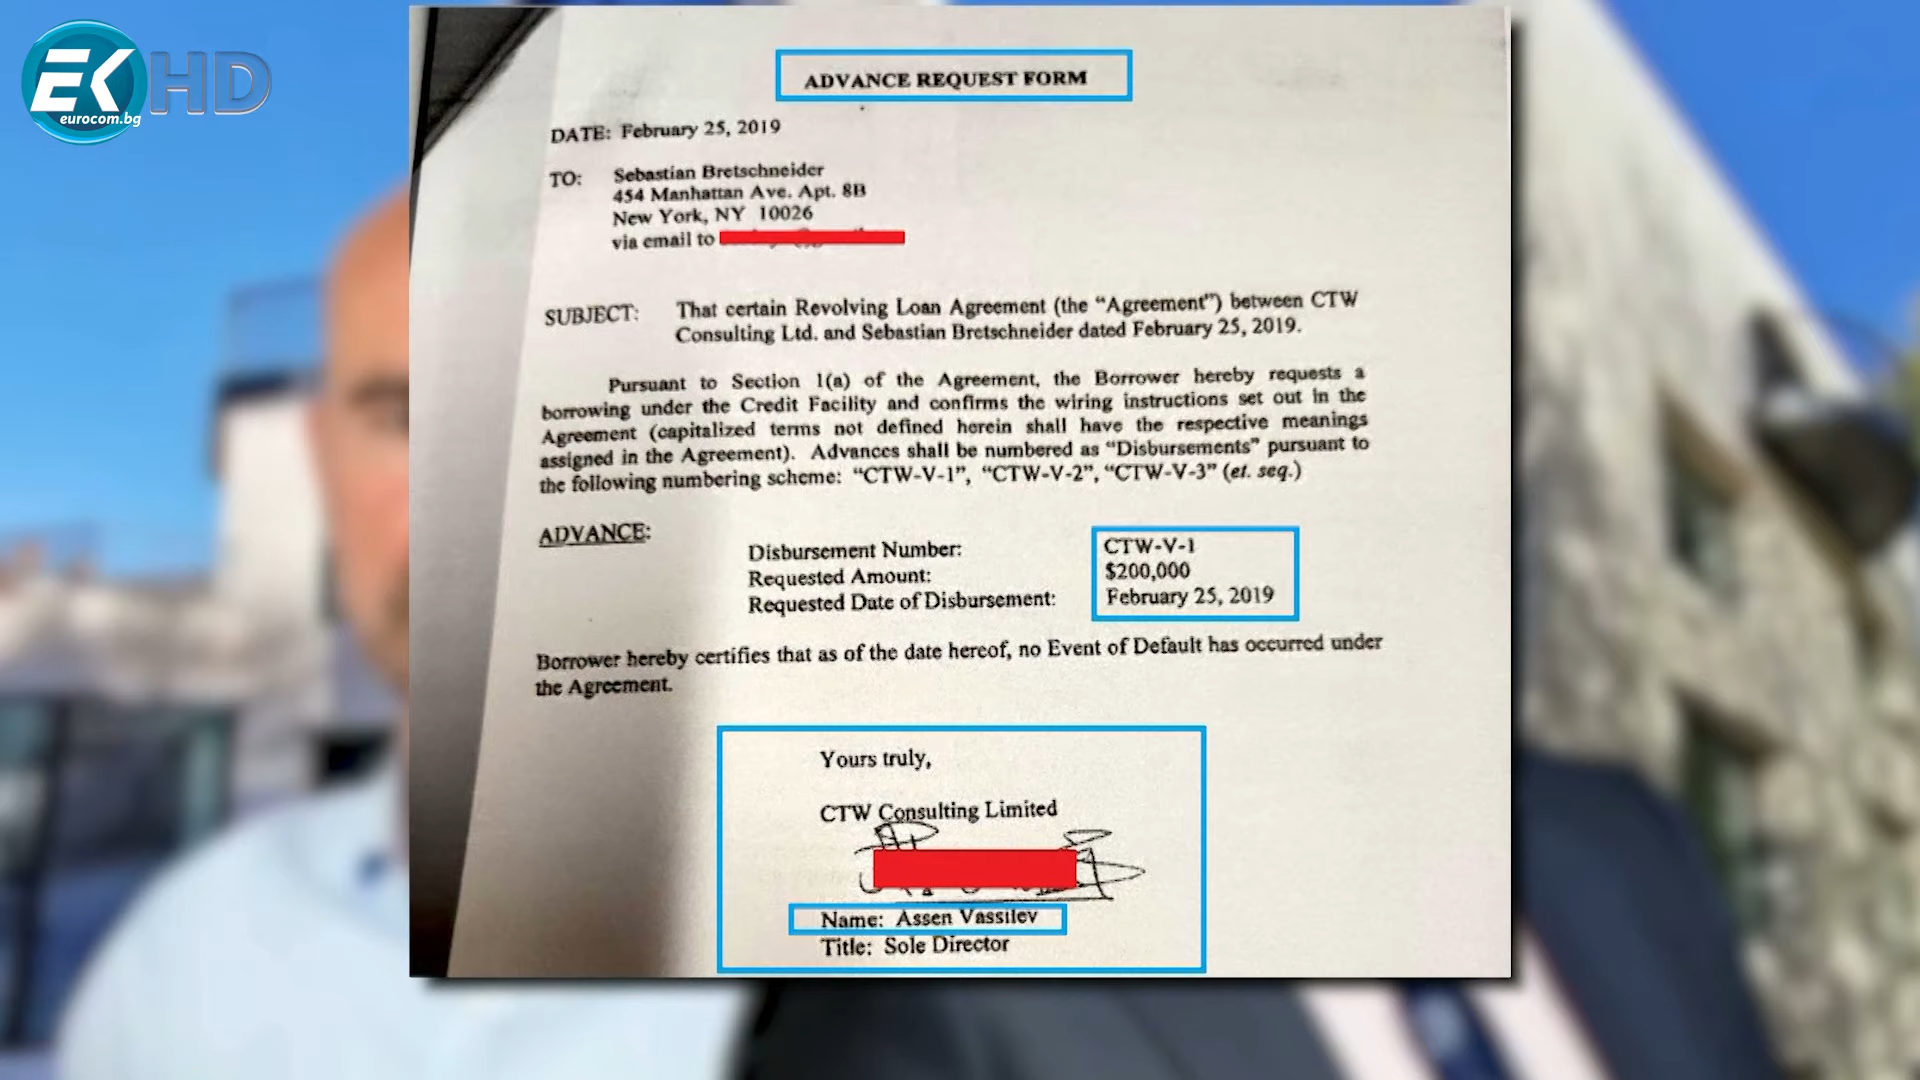 EK HD
eurocom.bg
ADVANCE REQUEST FORM
DATE: February 25, 2019
TO: Sebastian Bretschneider
454 Manhattan Ave. Apt. 8B
New York, NY 10026
via email to
SUBJECT: That certain Revolving Loan Agreement (the “Agreement”) between CTW
Consulting Ltd. and Sebastian Bretschneider dated February 25, 2019.
Pursuant to Section 1(a) of the Agreement, the Borrower hereby requests a
borrowing under the Credit Facility and confirms the wiring instructions set out in the
Agreement (capitalized terms not defined herein shall have the respective meanings
assigned in the Agreement). Advances shall be numbered as “Disbursements” pursuant to
the following numbering scheme: “CTW-V-1”, “CTW-V-2”, “CTW-V-3” (et. seq.)
ADVANCE:
Disbursement Number: CTW-V-1
Requested Amount: $200,000
Requested Date of Disbursement: February 25, 2019
Borrower hereby certifies that as of the date hereof, no Event of Default has occurred under
the Agreement.
Yours truly,
CTW Consulting Limited
Name: Assen Vassilev
Title: Sole Director